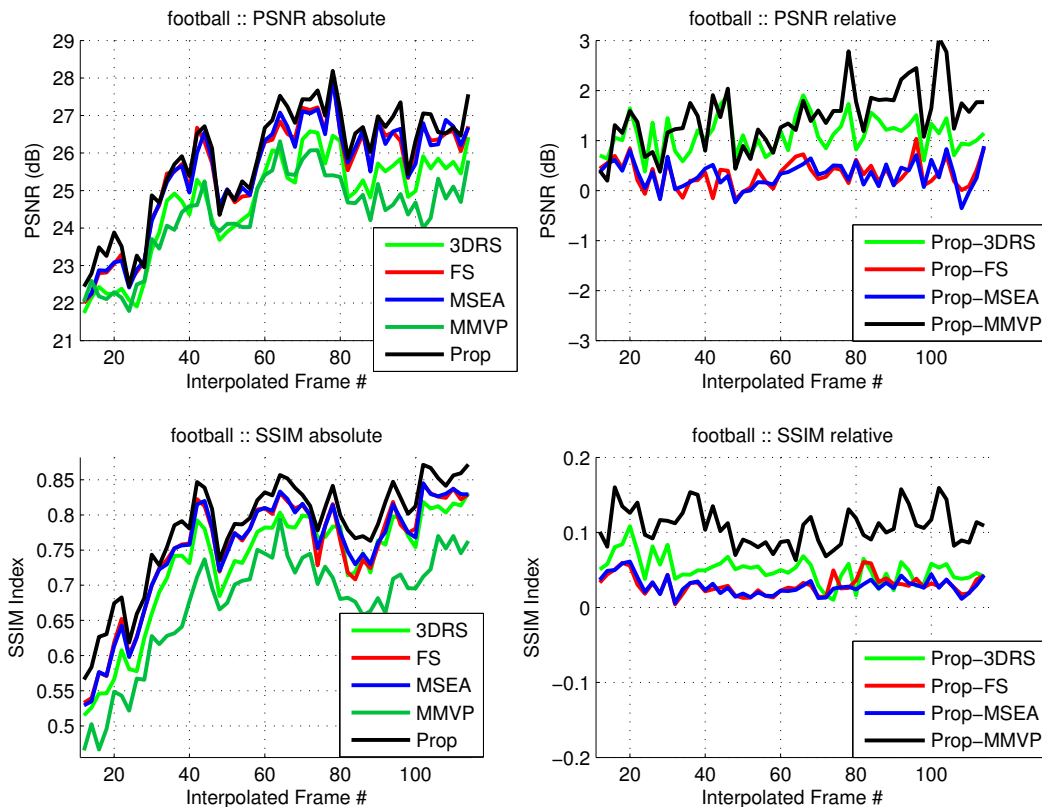 football :: PSNR absolute
29
28
27
26
25
24
23
22
21
PSNR (dB)
20
40
60
80
Interpolated Frame #
3DRS
FS
MSEA
MMVP
Prop
football :: PSNR relative
3
2
1
0
−1
−2
−3
PSNR (dB)
20
40
60
80
100
Interpolated Frame #
Prop−3DRS
Prop−FS
Prop−MSEA
Prop−MMVP
football :: SSIM absolute
0.85
0.8
0.75
0.7
0.65
0.6
0.55
0.5
SSIM Index
20
40
60
80
100
Interpolated Frame #
3DRS
FS
MSEA
MMVP
Prop
football :: SSIM relative
0.2
0.1
0
−0.1
−0.2
SSIM Index
20
40
60
80
100
Interpolated Frame #
Prop−3DRS
Prop−FS
Prop−MSEA
Prop−MMVP